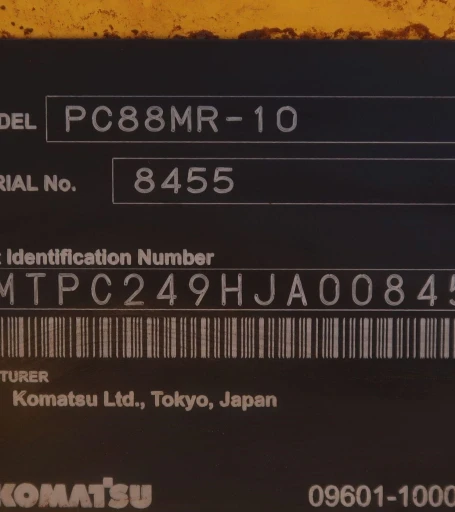 DEL PC88MR-10
RIAL No. 8455
Identification Number
MTPC249HJA00845
TURER
Komatsu Ltd., Tokyo, Japan
KOMATSU
09601-1000